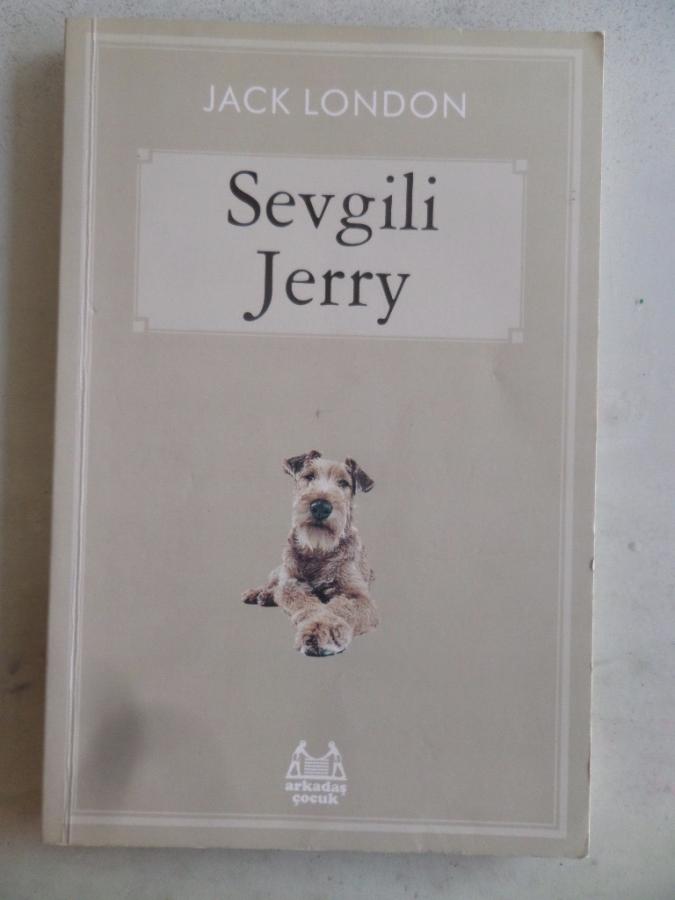 JACK LONDON
Sevgili
Jerry
arkadaş
çocuk